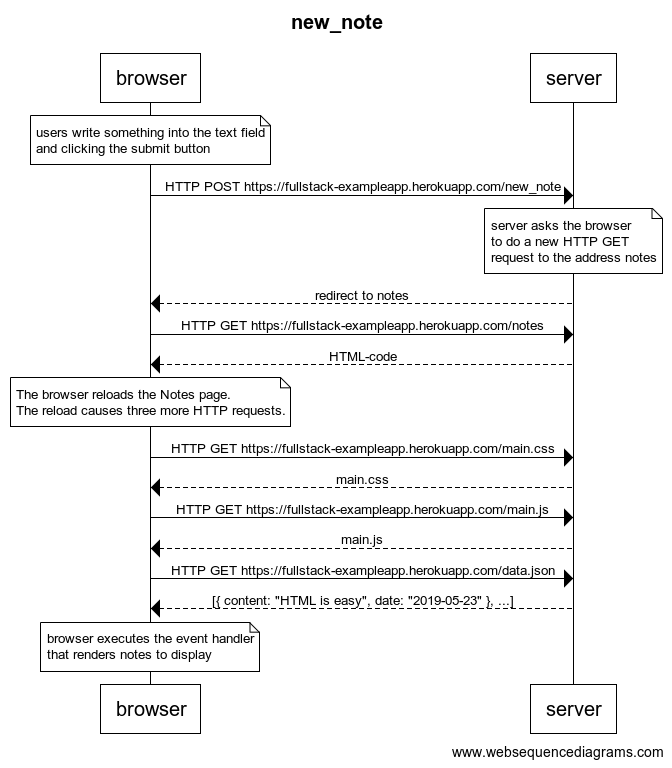 new_note
browser
server
users write something into the text field
and clicking the submit button
HTTP POST https://fullstack-exampleapp.herokuapp.com/new_note
server asks the browser
to do a new HTTP GET
request to the address notes
redirect to notes
HTTP GET https://fullstack-exampleapp.herokuapp.com/notes
HTML-code
The browser reloads the Notes page.
The reload causes three more HTTP requests.
HTTP GET https://fullstack-exampleapp.herokuapp.com/main.css
main.css
HTTP GET https://fullstack-exampleapp.herokuapp.com/main.js
main.js
HTTP GET https://fullstack-exampleapp.herokuapp.com/data.json
[{ content: "HTML is easy", date: "2019-05-23" }, ...]
browser executes the event handler
that renders notes to display
browser
server
www.websequencediagrams.com